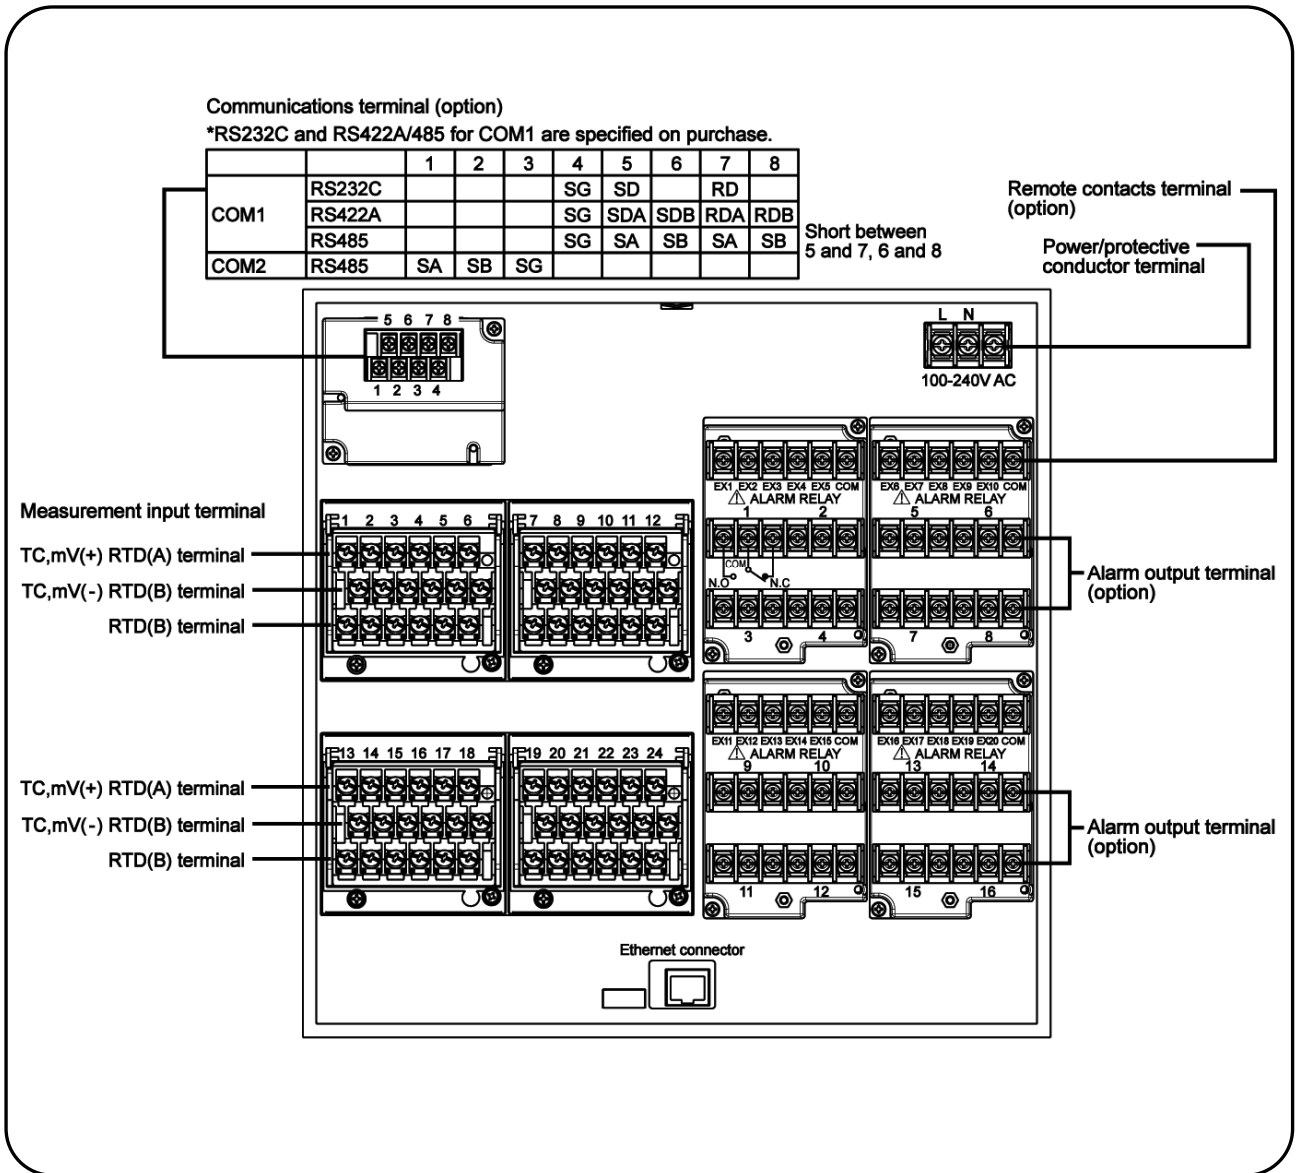 Communications terminal (option)
*RS232C and RS422A/485 for COM1 are specified on purchase.
1 2 3 4 5 6 7 8
COM1 RS232C SG SD RD
RS422A SG SDA SDB RDA RDB
RS485 SG SA SB SA SB
COM2 RS485 SA SB SG
Short between
5 and 7, 6 and 8
Remote contacts terminal
(option)
Power/protective
conductor terminal
5 6 7 8
1 2 3 4
L N
100-240V AC
EX1 EX2 EX3 EX4 EX5 COM
ALARM RELAY
1 2
COM
N.O N.C
3 4
EX6 EX7 EX8 EX9 EX10 COM
ALARM RELAY
5 6
7 8
Alarm output terminal
(option)
Measurement input terminal
TC,mV(+) RTD(A) terminal
TC,mV(-) RTD(B) terminal
RTD(B) terminal
1 2 3 4 5 6
7 8 9 10 11 12
EX11 EX12 EX13 EX14 EX15 COM
ALARM RELAY
9 10
11 12
EX16 EX17 EX18 EX19 EX20 COM
ALARM RELAY
13 14
15 16
Alarm output terminal
(option)
TC,mV(+) RTD(A) terminal
TC,mV(-) RTD(B) terminal
RTD(B) terminal
13 14 15 16 17 18
19 20 21 22 23 24
Ethernet connector